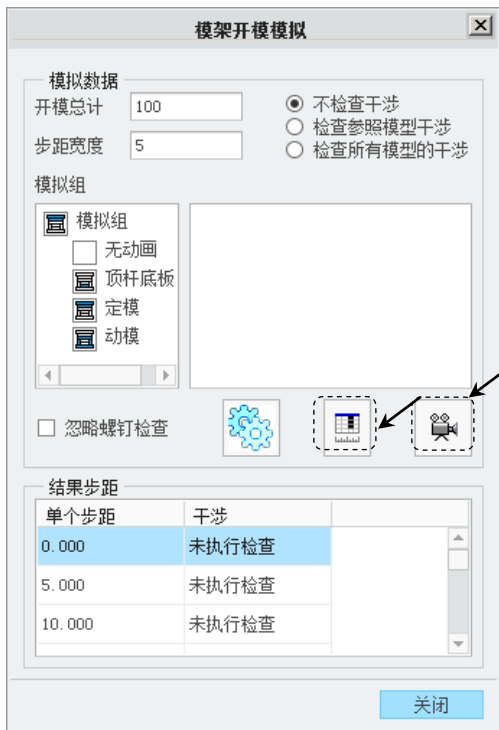 模架开模模拟
模拟数据
开模总计 100
步距宽度 5
不检查干涉
检查参照模型干涉
检查所有模型的干涉
模拟组
模拟组
无动画
顶杆底板
定模
动模
忽略螺钉检查
结果步距
单个步距 干涉
0.000 未执行检查
5.000 未执行检查
10.000 未执行检查
关闭